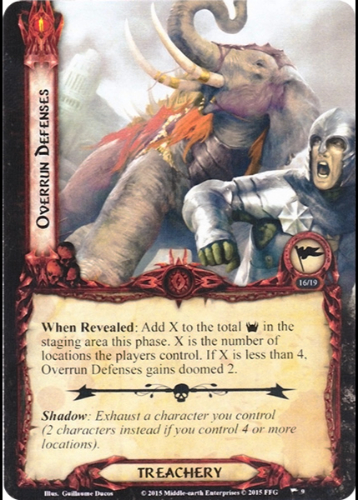 OVERRUN DEFENSES
16/19
When Revealed: Add X to the total in the
staging area this phase. X is the number of
locations the players control. If X is less than 4,
Overrun Defenses gains doomed 2.
Shadow: Exhaust a character you control
(2 characters instead if you control 4 or more
locations).
TREACHERY
Illus. Guillaume Ducos © 2015 Middle-earth Enterprises © 2015 FFG 9